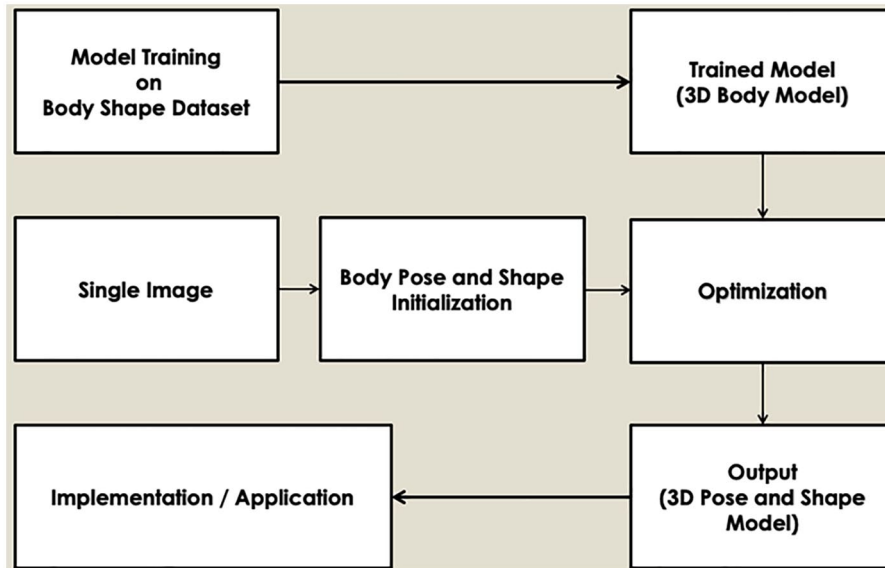 Model Training
on
Body Shape Dataset
Trained Model
(3D Body Model)
Single Image
Body Pose and Shape
Initialization
Optimization
Implementation / Application
Output
(3D Pose and Shape
Model)